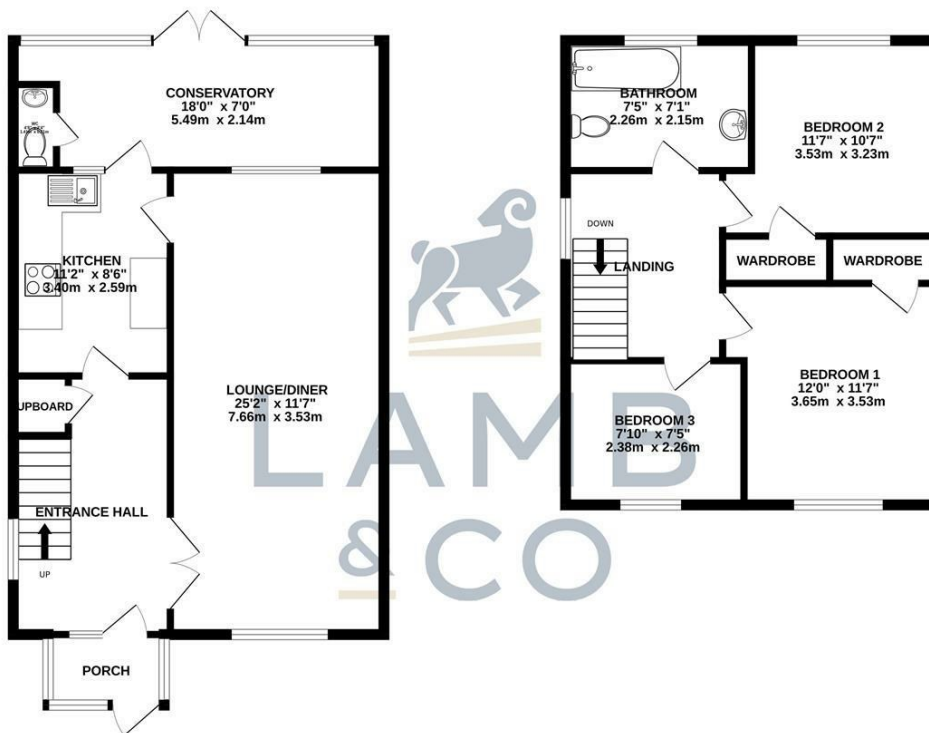 CONSERVATORY
18'0" x 7'0"
5.49m x 2.14m
WC
KITCHEN
11'2" x 8'6"
3.40m x 2.59m
UPBOARD
LOUNGE/DINER
25'2" x 11'7"
7.66m x 3.53m
ENTRANCE HALL
UP
PORCH
BATHROOM
7'5" x 7'1"
2.26m x 2.15m
BEDROOM 2
11'7" x 10'7"
3.53m x 3.23m
DOWN
LANDING
WARDROBE
WARDROBE
BEDROOM 1
12'0" x 11'7"
3.65m x 3.53m
BEDROOM 3
7'10" x 7'5"
2.38m x 2.26m
LAMB
& CO